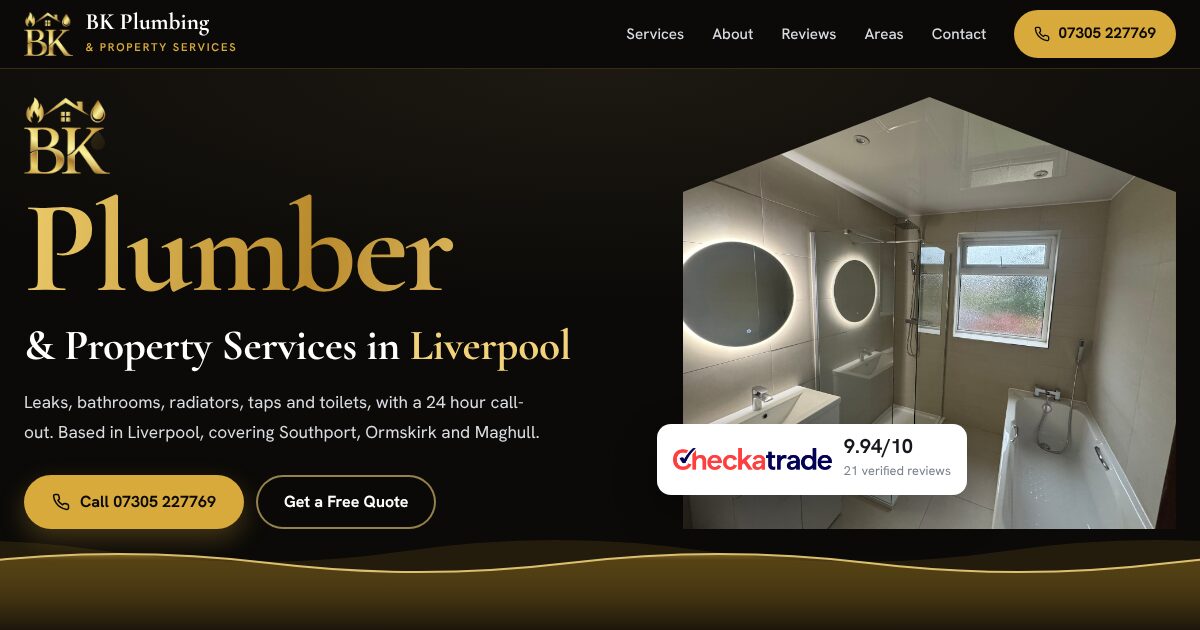 BK
BK Plumbing
& PROPERTY SERVICES
Services
About
Reviews
Areas
Contact
07305 227769
BK
Plumber
& Property Services in Liverpool
Leaks, bathrooms, radiators, taps and toilets, with a 24 hour call-
out. Based in Liverpool, covering Southport, Ormskirk and Maghull.
Call 07305 227769
Get a Free Quote
Checkatrade
9.94/10
21 verified reviews